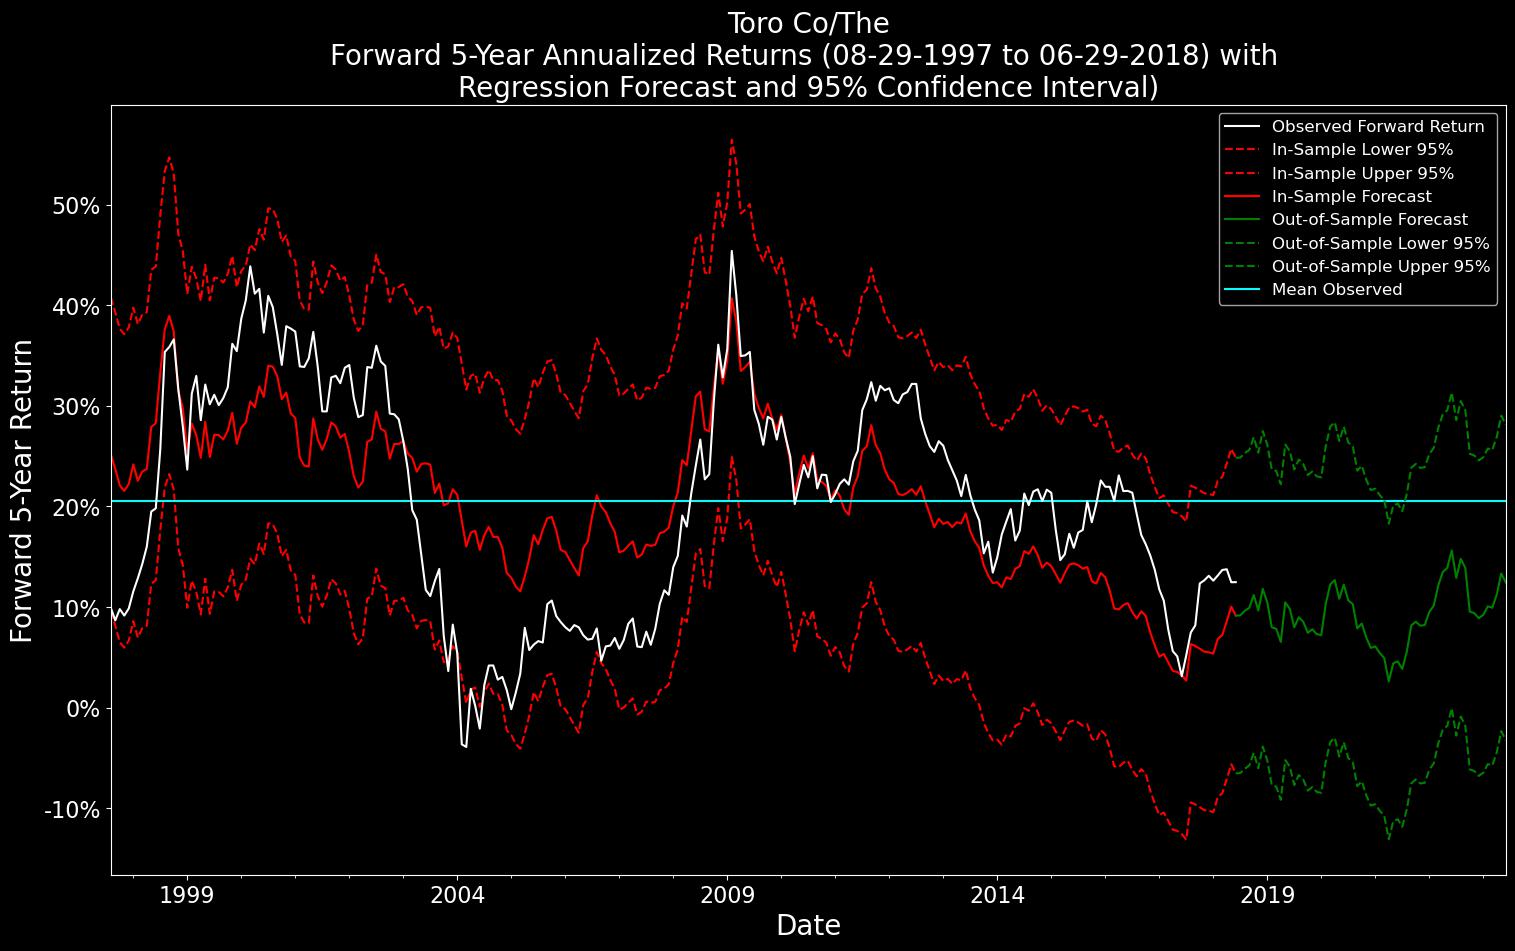 Toro Co/The
Forward 5-Year Annualized Returns (08-29-1997 to 06-29-2018) with
Regression Forecast and 95% Confidence Interval)
Observed Forward Return
In-Sample Lower 95%
In-Sample Upper 95%
In-Sample Forecast
Out-of-Sample Forecast
Out-of-Sample Lower 95%
Out-of-Sample Upper 95%
Mean Observed
Forward 5-Year Return
50%
40%
30%
20%
10%
0%
-10%
1999
2004
2009
2014
2019
Date